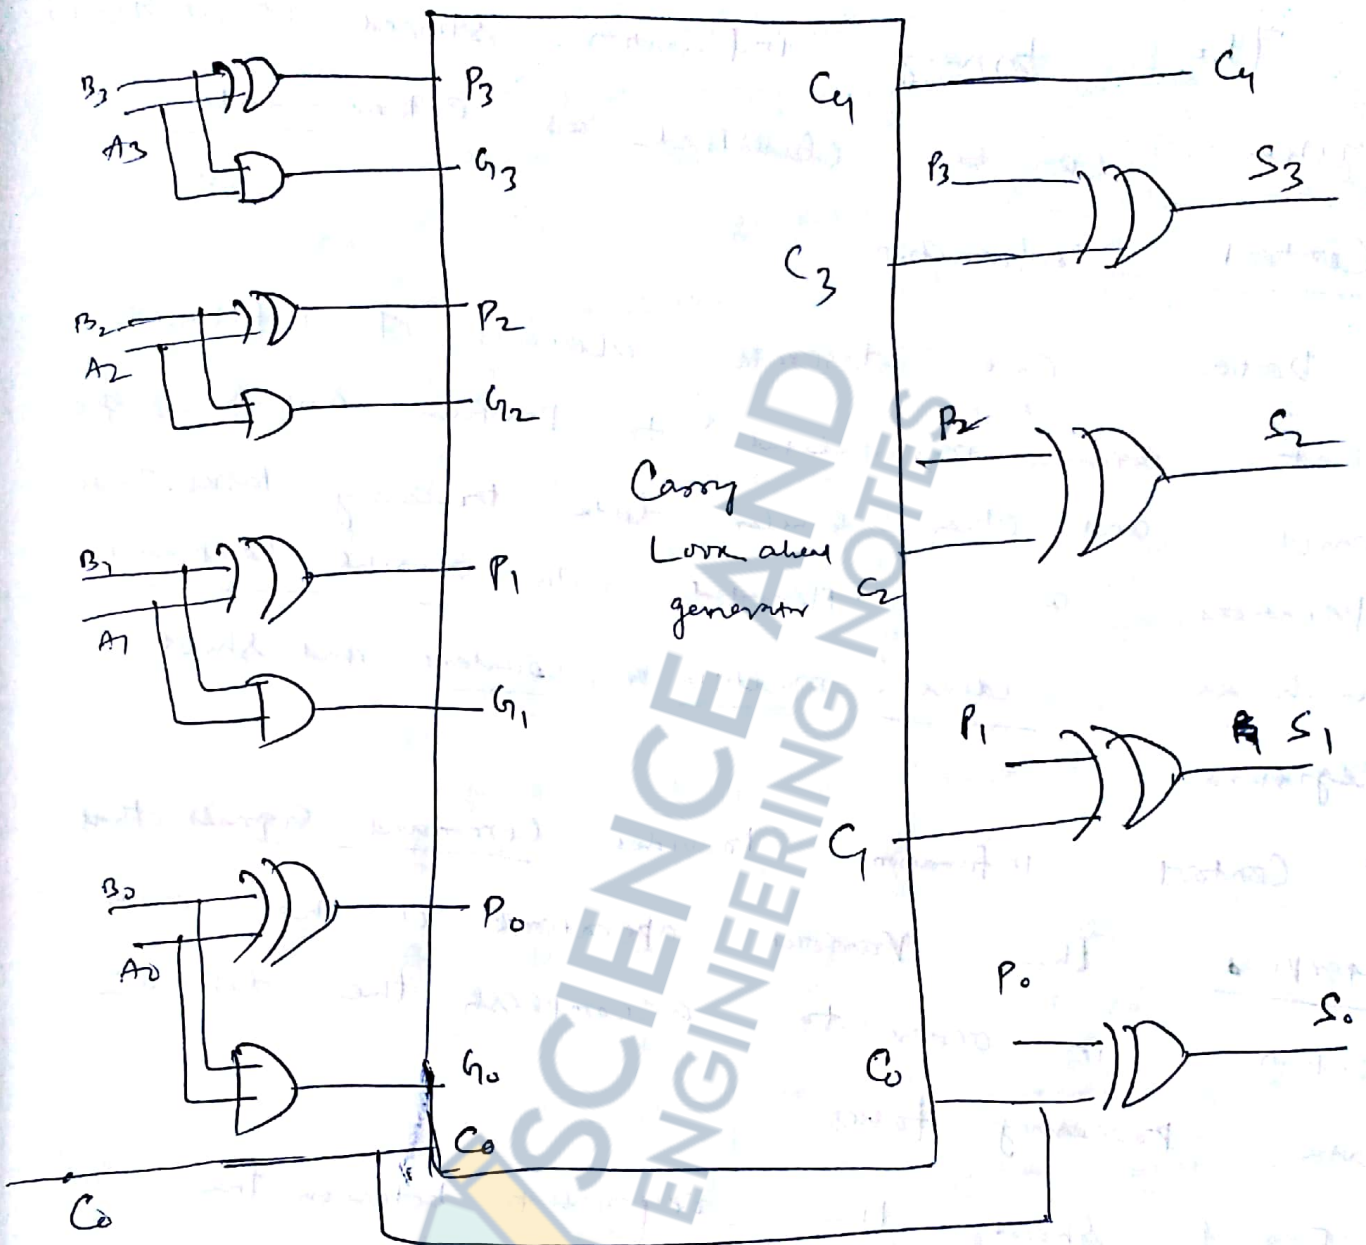 B3
A3
P3
G3
B2
A2
P2
G2
B1
A1
P1
G1
B0
A0
P0
G0
C0
C0
Carry
Look ahead
generator
C4
C4
P3
S3
C3
P2
S2
C2
P1
S1
C1
P0
S0
C0
SCIENCE AND
ENGINEERING NOTES